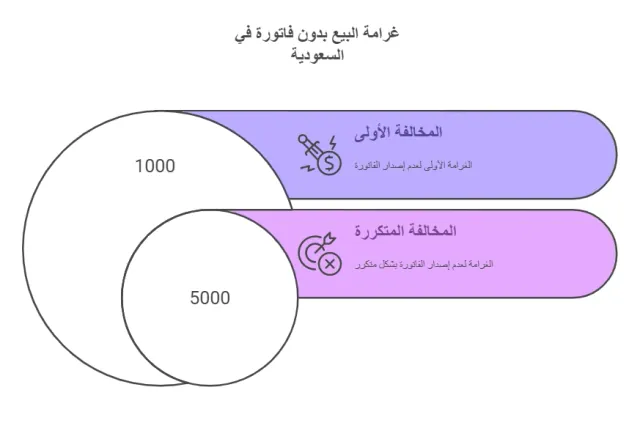 غرامة البيع بدون فاتورة في
السعودية
1000
المخالفة الأولى
الغرامة الأولى لعدم إصدار الفاتورة
5000
المخالفة المتكررة
الغرامة لعدم إصدار الفاتورة بشكل متكرر